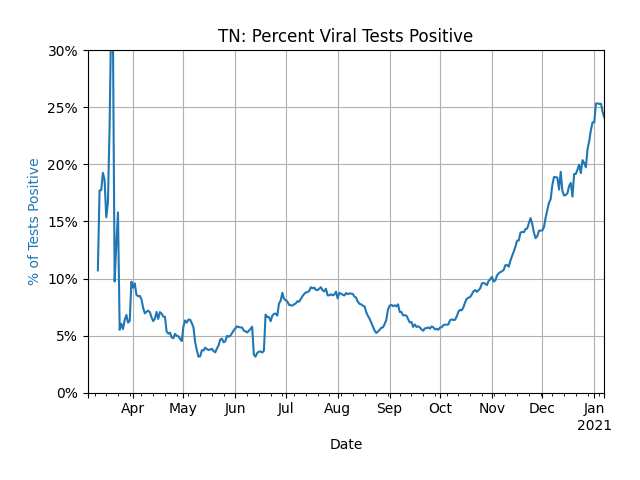 TN: Percent Viral Tests Positive
30%
25%
20%
15%
10%
5%
0%
% of Tests Positive
Apr May Jun Jul Aug Sep Oct Nov Dec Jan
2021
Date